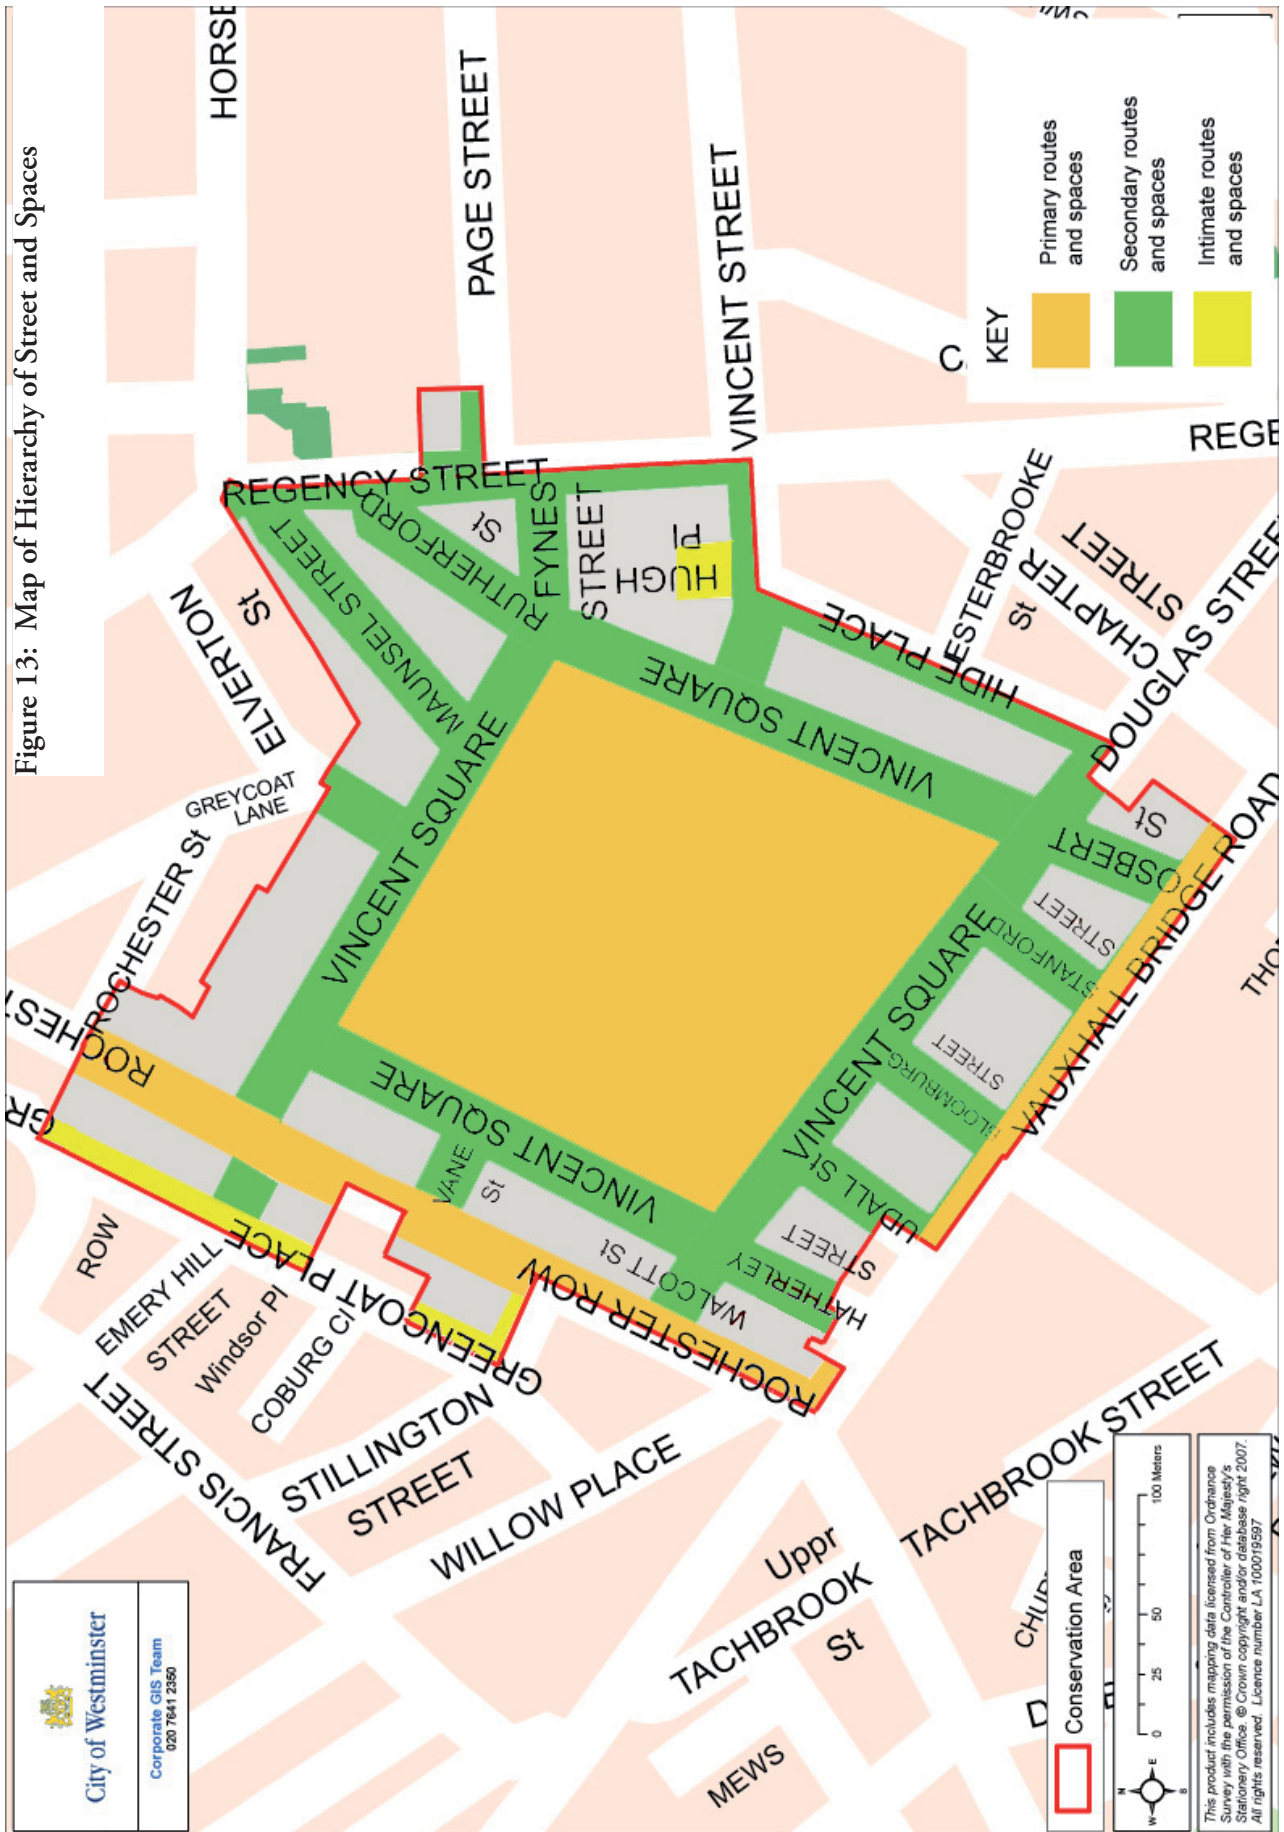 Figure 13: Map of Hierarchy of Street and Spaces
HORSE
PAGE STREET
VINCENT STREET
KEY
Primary routes
and spaces
Secondary routes
and spaces
Intimate routes
and spaces
REGENCY STREET
MAUNSEL STREET
RUTHERFORD
St
FYNES
STREET
HUGH
Pl
ELVERTON
St
GREYCOAT
LANE
ROCHESTER St
VINCENT SQUARE
VINCENT SQUARE
VINCENT SQUARE
VINCENT SQUARE
HIDE PLACE
ESTERBROOKE
St
CHAPTER
STREET
DOUGLAS STREET
REGE
OSBERT
St
STANFORD
STREET
BLOOMBURG
STREET
UDALL St
HATHERLEY
STREET
WALCOTT St
VANE
St
VAUXHALL BRIDGE ROAD
THO
ROCHEST
ROCH
ROCHESTER ROW
GR
GREENCOAT PLACE
ROW
EMERY HILL
STREET
Windsor Pl
COBURG Cl
FRANCIS STREET
STILLINGTON
STREET
WILLOW PLACE
TACHBROOK STREET
Uppr
TACHBROOK
St
MEWS
City of Westminster
Corporate GIS Team
020 7641 2350
Conservation Area
N
W
E
S
0 25 50 100 Meters
This product includes mapping data licensed from Ordnance
Survey with the permission of the Controller of Her Majesty's
Stationery Office. © Crown copyright and/or database right 2007.
All rights reserved. Licence number LA 100019597